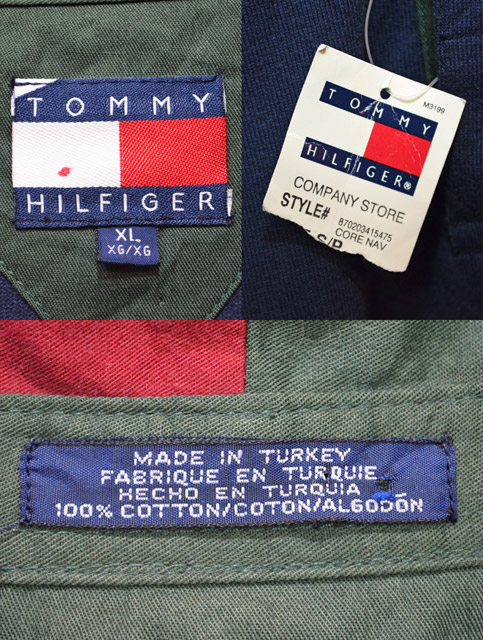 TOMMY
HILFIGER
XL
XG/XG
M3199
TOMMY
HILFIGER®
COMPANY STORE
STYLE#
870203415475
CORE NAV
MADE IN TURKEY
FABRIQUE EN TURQUIE
HECHO EN TURQUIA
100% COTTON/COTON/ALGODÓN